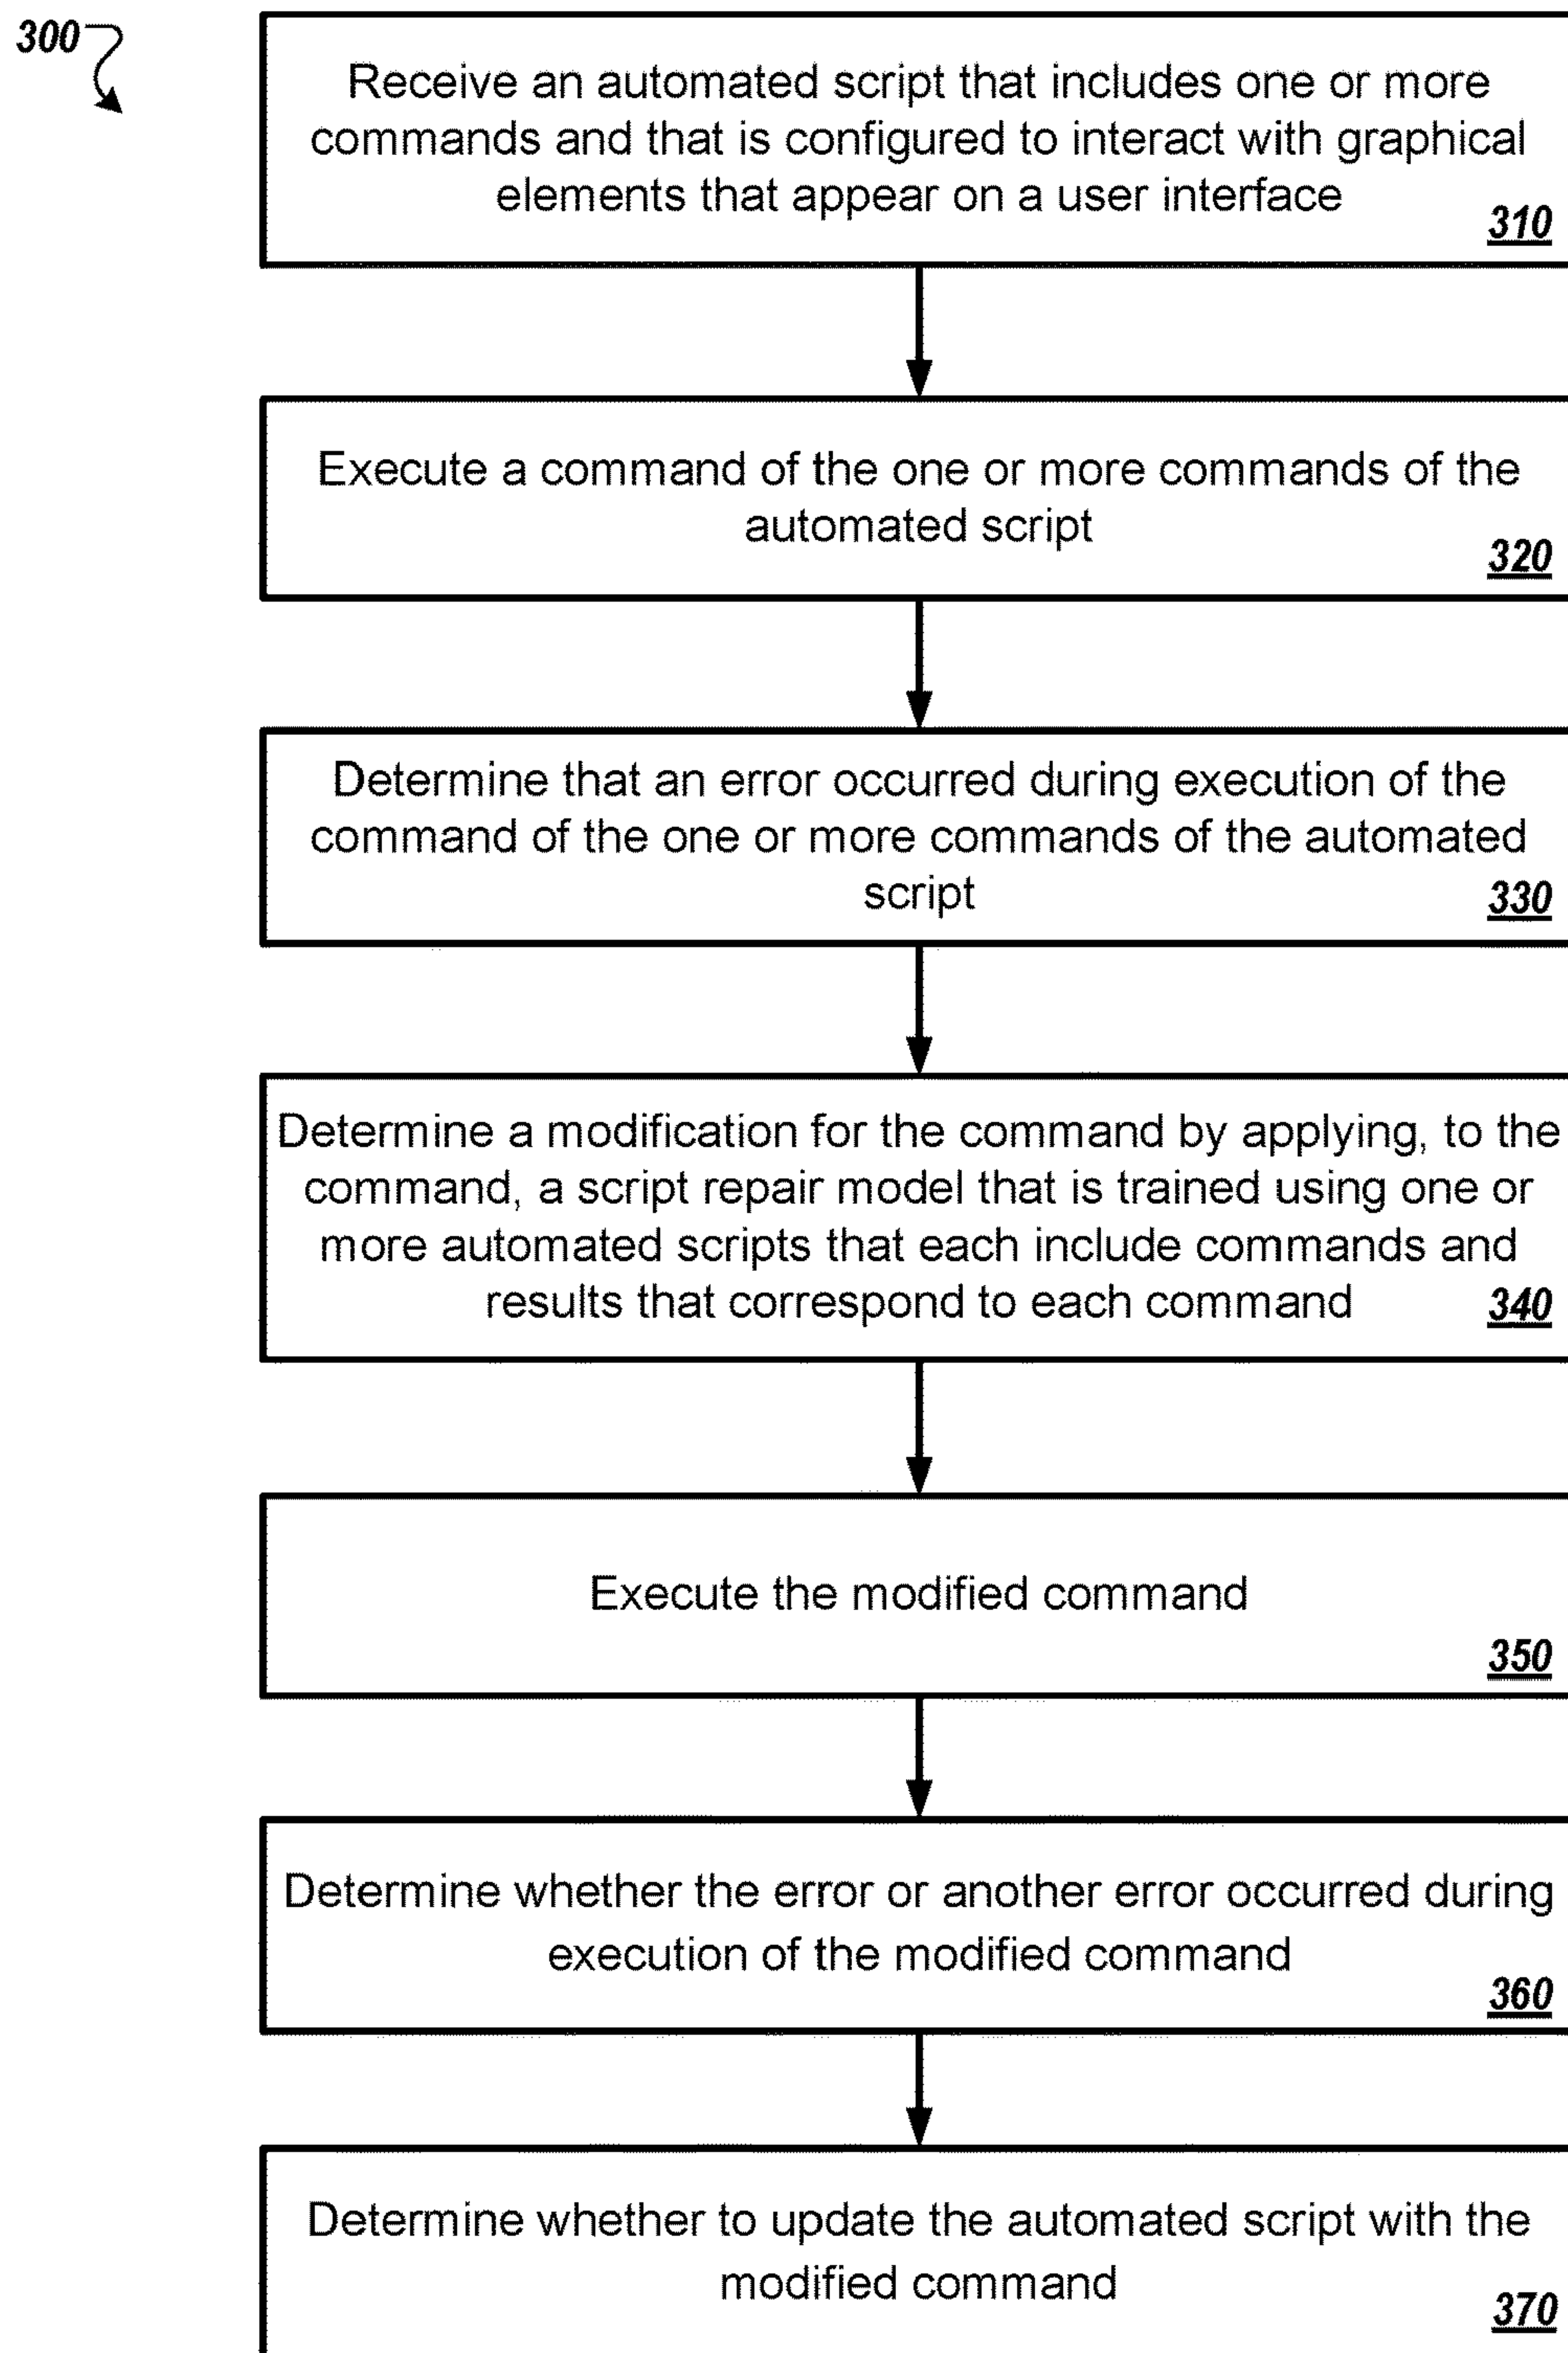 300
Receive an automated script that includes one or more
commands and that is configured to interact with graphical
elements that appear on a user interface
310
Execute a command of the one or more commands of the
automated script
320
Determine that an error occurred during execution of the
command of the one or more commands of the automated
script
330
Determine a modification for the command by applying, to the
command, a script repair model that is trained using one or
more automated scripts that each include commands and
results that correspond to each command
340
Execute the modified command
350
Determine whether the error or another error occurred during
execution of the modified command
360
Determine whether to update the automated script with the
modified command
370